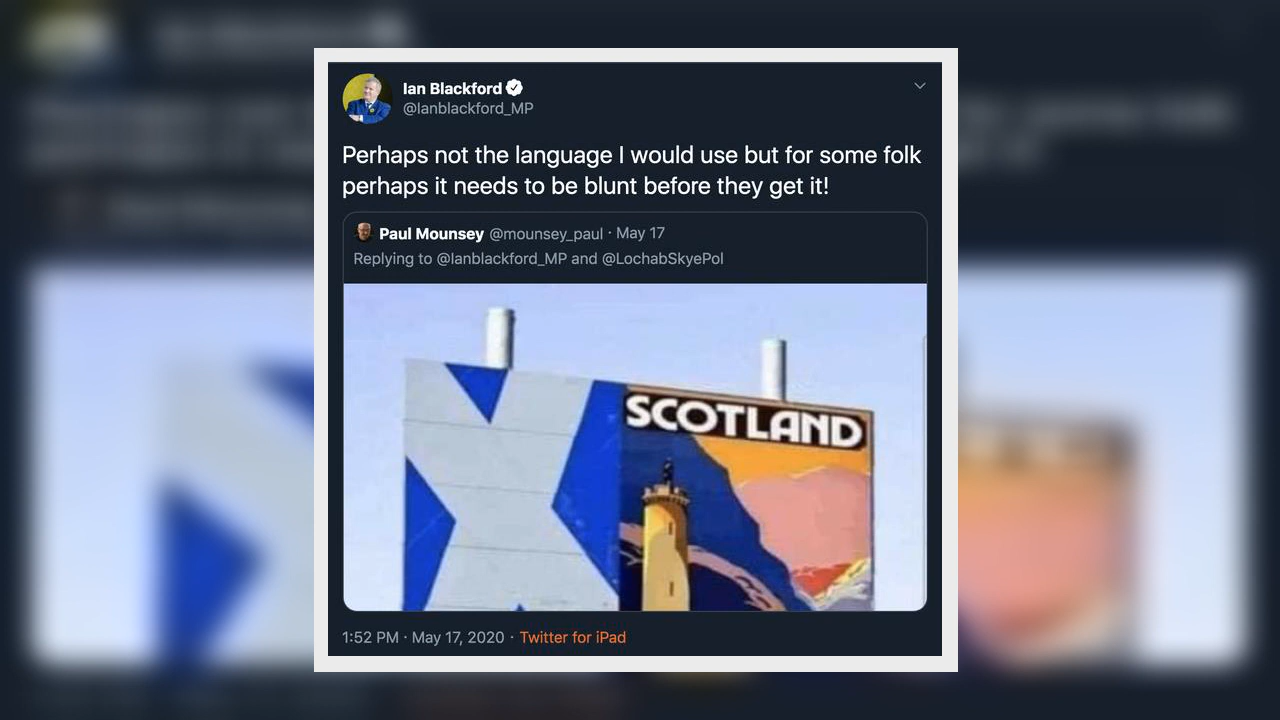 Ian Blackford
@Ianblackford_MP
Perhaps not the language I would use but for some folk
perhaps it needs to be blunt before they get it!
Paul Mounsey @mounsey_paul · May 17
Replying to @Ianblackford_MP and @LochabSkyePol
SCOTLAND
1:52 PM · May 17, 2020 · Twitter for iPad